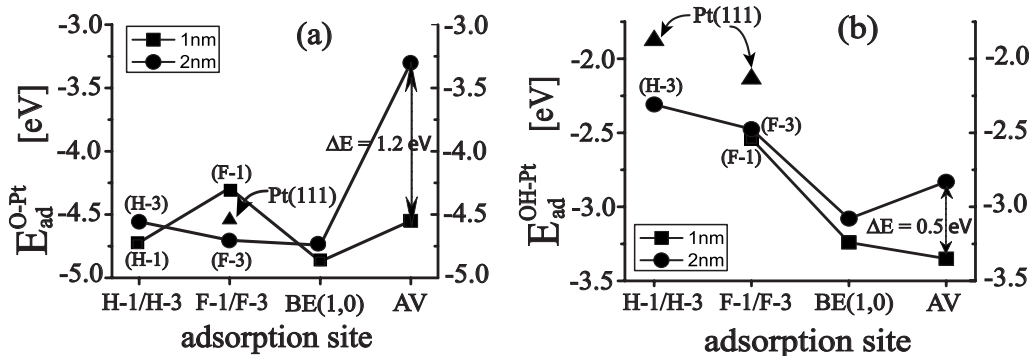 (a)
1nm
2nm
-3.0
-3.5
-4.0
-4.5
-5.0
E_ad^O-Pt [eV]
-3.0
-3.5
-4.0
-4.5
-5.0
ΔE = 1.2 eV
(F-1)
(H-3)
Pt(111)
(H-1)
(F-3)
H-1/H-3 F-1/F-3 BE(1,0) AV
adsorption site
(b)
Pt(111)
-2.0
-2.5
-3.0
-3.5
E_ad^OH-Pt [eV]
-2.0
-2.5
-3.0
-3.5
(H-3)
(F-3)
(F-1)
ΔE = 0.5 eV
1nm
2nm
H-1/H-3 F-1/F-3 BE(1,0) AV
adsorption site